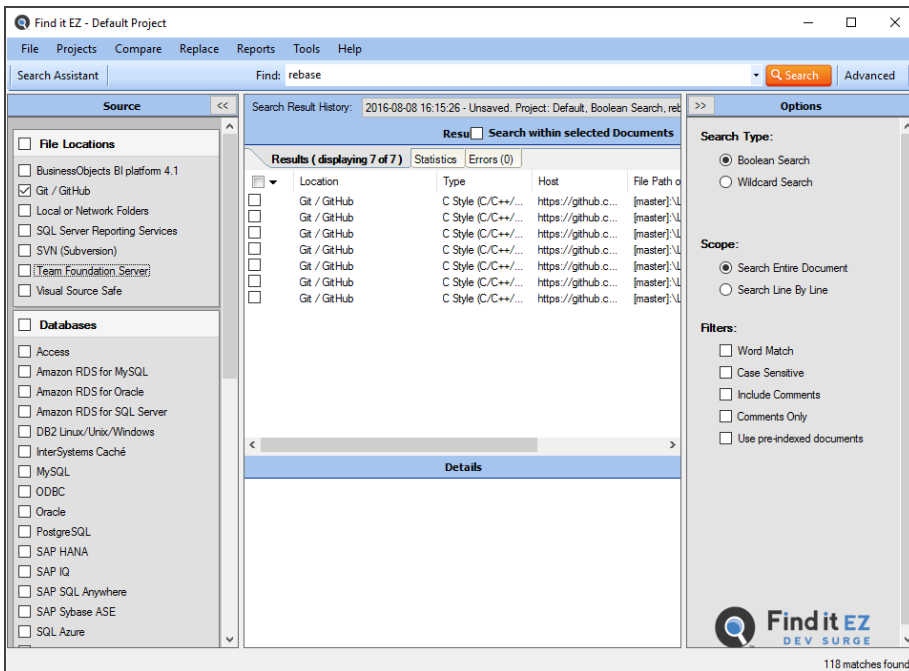 Find it EZ - Default Project
File Projects Compare Replace Reports Tools Help
Search Assistant Find: rebase Search Advanced
Source <<
File Locations
BusinessObjects BI platform 4.1
Git / GitHub
Local or Network Folders
SQL Server Reporting Services
SVN (Subversion)
Team Foundation Server
Visual Source Safe
Databases
Access
Amazon RDS for MySQL
Amazon RDS for Oracle
Amazon RDS for SQL Server
DB2 Linux/Unix/Windows
InterSystems Caché
MySQL
ODBC
Oracle
PostgreSQL
SAP HANA
SAP IQ
SAP SQL Anywhere
SAP Sybase ASE
SQL Azure
Search Result History: 2016-08-08 16:15:26 - Unsaved. Project: Default, Boolean Search, reb
Resu Search within selected Documents
Results ( displaying 7 of 7 ) Statistics Errors (0)
Location Type Host File Path o
Git / GitHub C Style (C/C++/... https://github.c... [master]:\L
Git / GitHub C Style (C/C++/... https://github.c... [master]:\L
Git / GitHub C Style (C/C++/... https://github.c... [master]:\L
Git / GitHub C Style (C/C++/... https://github.c... [master]:\L
Git / GitHub C Style (C/C++/... https://github.c... [master]:\L
Git / GitHub C Style (C/C++/... https://github.c... [master]:\L
Git / GitHub C Style (C/C++/... https://github.c... [master]:\L
Details
>> Options
Search Type:
Boolean Search
Wildcard Search
Scope:
Search Entire Document
Search Line By Line
Filters:
Word Match
Case Sensitive
Include Comments
Comments Only
Use pre-indexed documents
Find it EZ
DEV SURGE
118 matches found